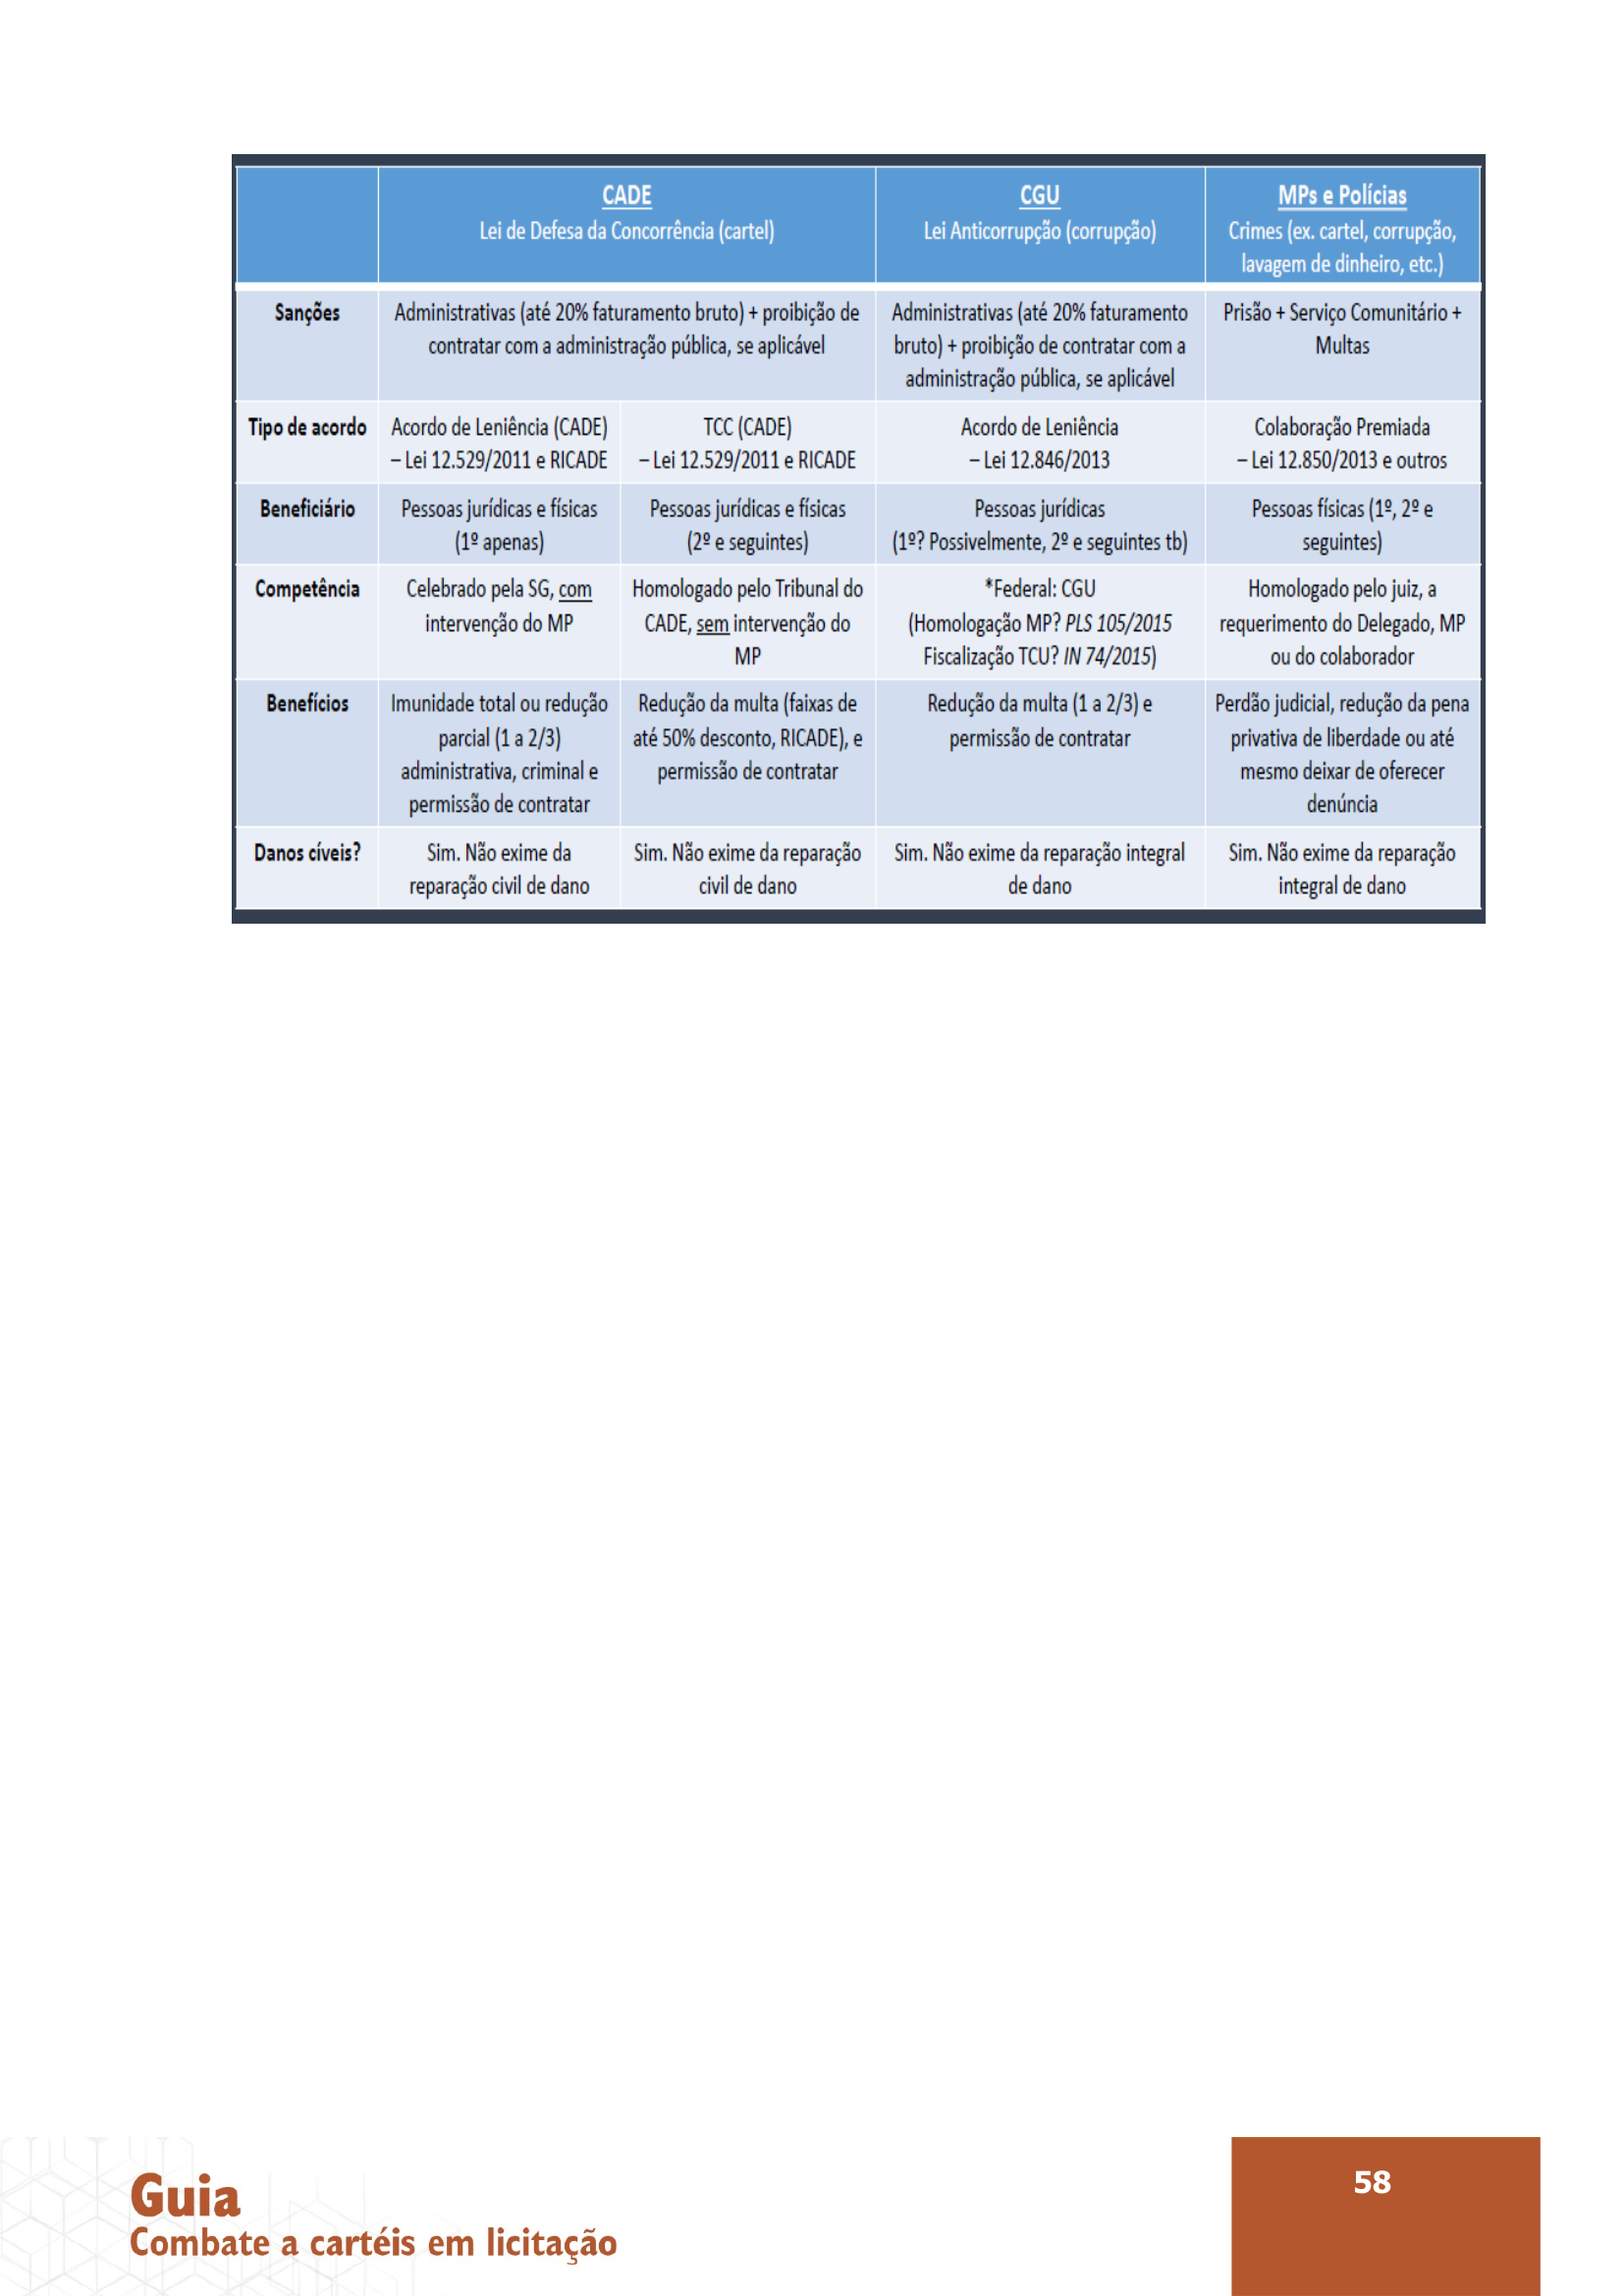 CADE
Lei de Defesa da Concorrência (cartel)
CGU
Lei Anticorrupção (corrupção)
MPs e Polícias
Crimes (ex. cartel, corrupção,
lavagem de dinheiro, etc.)
Sanções
Administrativas (até 20% faturamento bruto) + proibição de
contratar com a administração pública, se aplicável
Administrativas (até 20% faturamento
bruto) + proibição de contratar com a
administração pública, se aplicável
Prisão + Serviço Comunitário +
Multas
Tipo de acordo
Acordo de Leniência (CADE)
– Lei 12.529/2011 e RICADE
TCC (CADE)
– Lei 12.529/2011 e RICADE
Acordo de Leniência
– Lei 12.846/2013
Colaboração Premiada
– Lei 12.850/2013 e outros
Beneficiário
Pessoas jurídicas e físicas
(1º apenas)
Pessoas jurídicas e físicas
(2º e seguintes)
Pessoas jurídicas
(1º? Possivelmente, 2º e seguintes tb)
Pessoas físicas (1º, 2º e
seguintes)
Competência
Celebrado pela SG, com
intervenção do MP
Homologado pelo Tribunal do
CADE, sem intervenção do
MP
*Federal: CGU
(Homologação MP? PLS 105/2015
Fiscalização TCU? IN 74/2015)
Homologado pelo juiz, a
requerimento do Delegado, MP
ou do colaborador
Benefícios
Imunidade total ou redução
parcial (1 a 2/3)
administrativa, criminal e
permissão de contratar
Redução da multa (faixas de
até 50% desconto, RICADE), e
permissão de contratar
Redução da multa (1 a 2/3) e
permissão de contratar
Perdão judicial, redução da pena
privativa de liberdade ou até
mesmo deixar de oferecer
denúncia
Danos cíveis?
Sim. Não exime da
reparação civil de dano
Sim. Não exime da reparação
civil de dano
Sim. Não exime da reparação integral
de dano
Sim. Não exime da reparação
integral de dano
Guia
Combate a cartéis em licitação
58